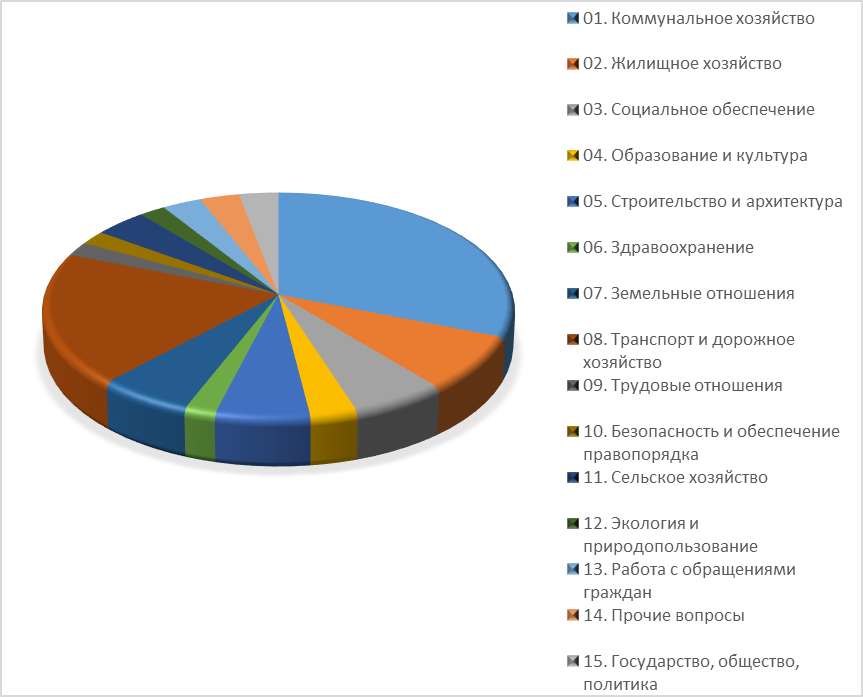 01. Коммунальное хозяйство
02. Жилищное хозяйство
03. Социальное обеспечение
04. Образование и культура
05. Строительство и архитектура
06. Здравоохранение
07. Земельные отношения
08. Транспорт и дорожное
хозяйство
09. Трудовые отношения
10. Безопасность и обеспечение
правопорядка
11. Сельское хозяйство
12. Экология и
природопользование
13. Работа с обращениями
граждан
14. Прочие вопросы
15. Государство, общество,
политика